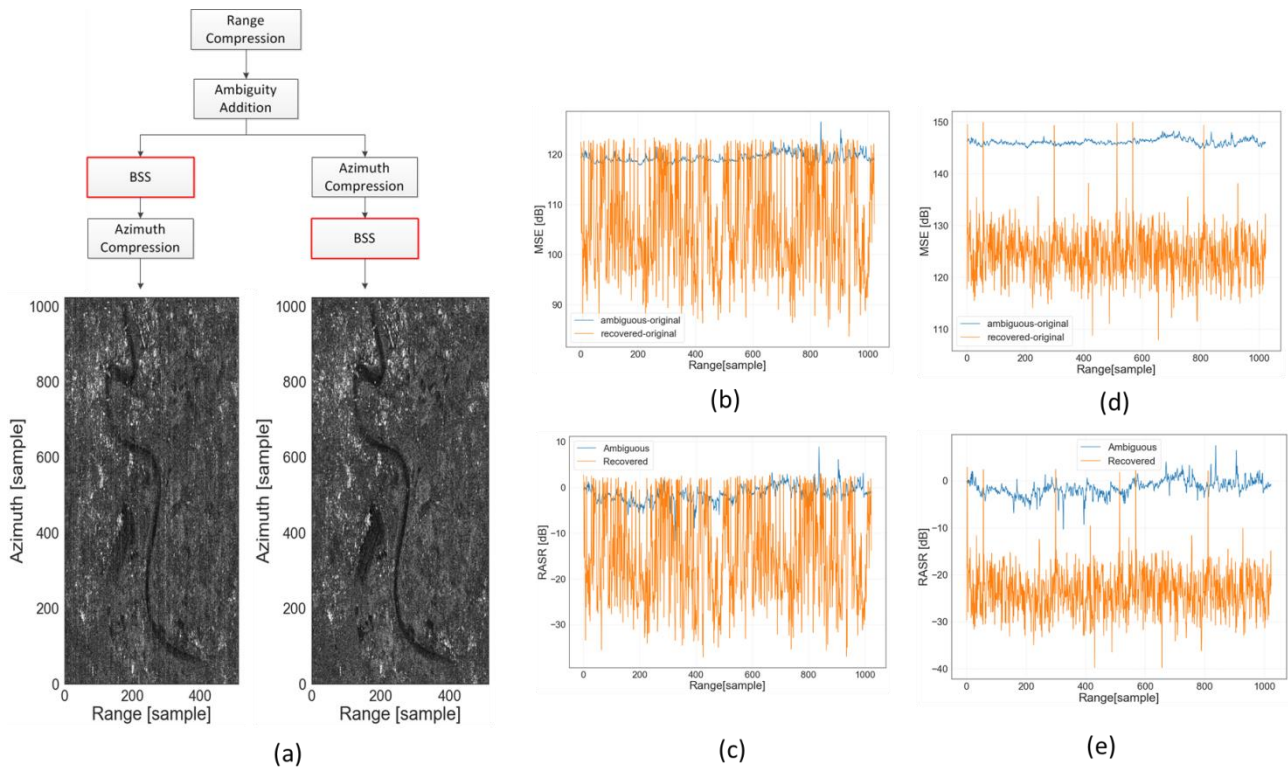 Range
Compression
Ambiguity
Addition
BSS
Azimuth
Compression
Azimuth
Compression
BSS
Azimuth [sample]
1000
800
600
400
200
0
0 200 400
Range [sample]
Azimuth [sample]
1000
800
600
400
200
0
0 200 400
Range [sample]
(a)
MSE [dB]
120
110
100
90
ambiguous-original
recovered-original
0 200 400 600 800 1000
Range[sample]
(b)
RASR [dB]
10
0
−10
−20
−30
Ambiguous
Recovered
0 200 400 600 800 1000
Range[sample]
(c)
MSE [dB]
150
140
130
120
110
ambiguous-original
recovered-original
0 200 400 600 800 1000
Range[sample]
(d)
RASR [dB]
0
−10
−20
−30
−40
Ambiguous
Recovered
0 200 400 600 800 1000
Range[sample]
(e)